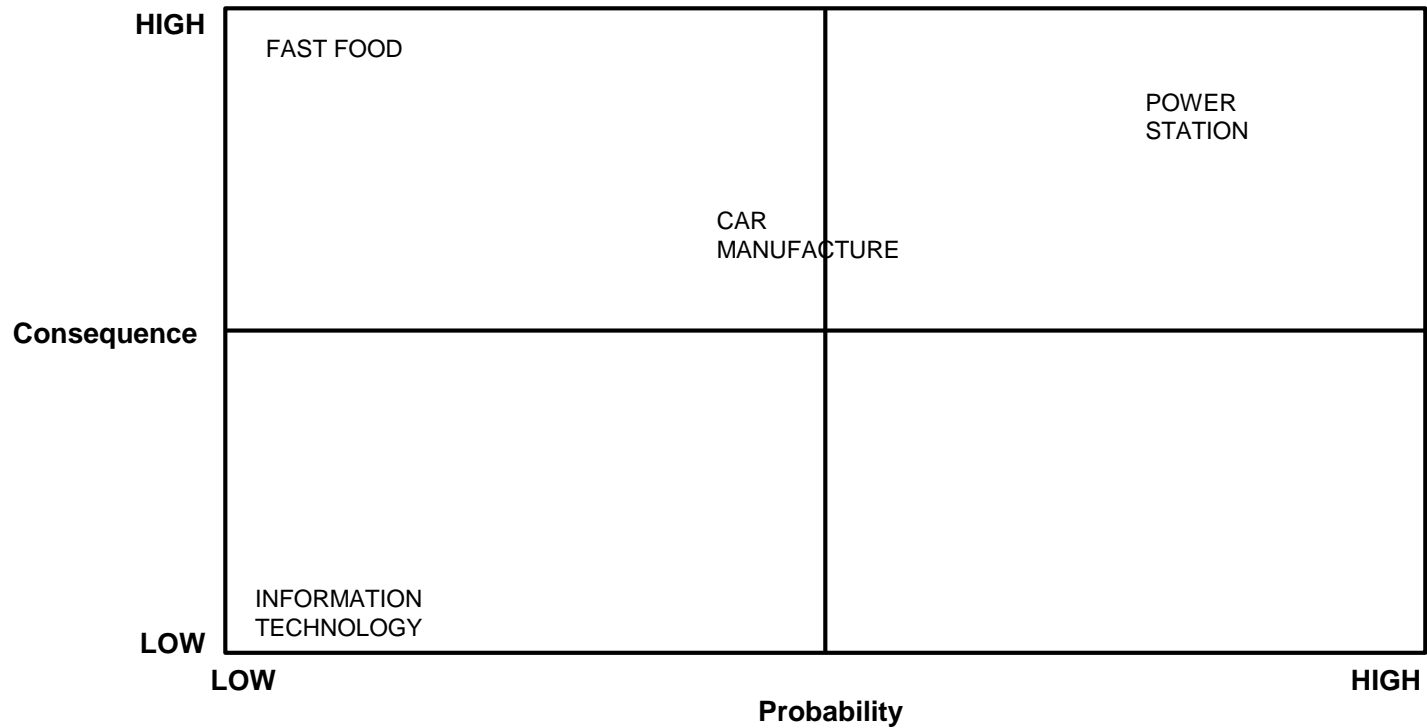 HIGH
FAST FOOD
POWER
STATION
CAR
MANUFACTURE
Consequence
INFORMATION
TECHNOLOGY
LOW
LOW
HIGH
Probability